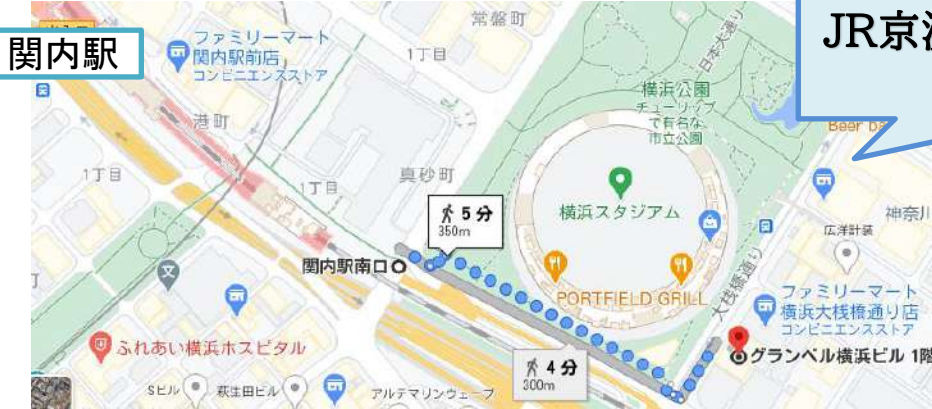 関内駅
ファミリーマート
関内駅前店
コンビニエンスストア
常盤町
1丁目
JR京
日本大通り
横浜公園
チューリップ
で有名な
市立公園
港町
1丁目
1丁目
真砂町
5 分
350m
横浜スタジアム
神奈川
広洋計装
関内駅南口
PORTFIELD GRILL
大桟橋通り
ファミリーマート
横浜大桟橋通り店
コンビニエンスストア
グランベル横浜ビル 1階
ふれあい横浜ホスピタル
4 分
300m
Sビル
萩生田ビル
アルテマリンウェーブ